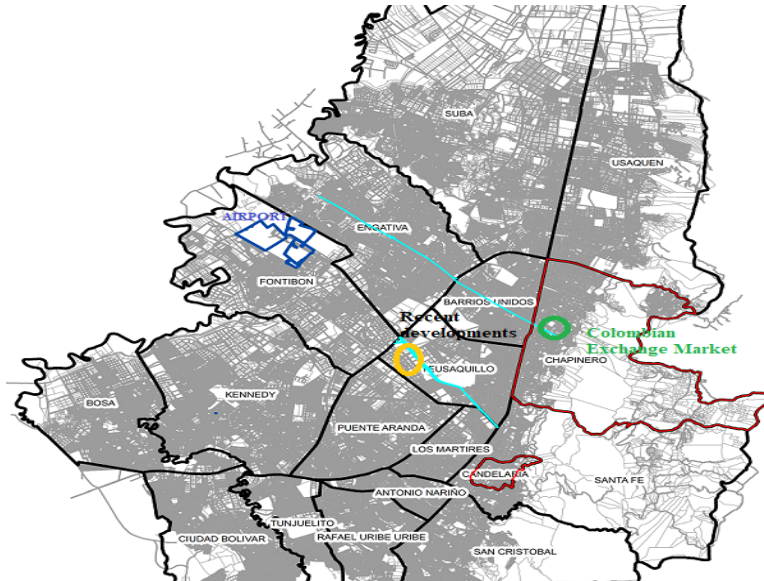 SUBA
USAQUEN
AIRPORT
ENGATIVA
FONTIBON
BARRIOS UNIDOS
Recent
developments
Colombian
Exchange Market
CHAPINERO
TEUSAQUILLO
KENNEDY
BOSA
PUENTE ARANDA
LOS MARTIRES
CANDELARIA
SANTA FE
ANTONIO NARIÑO
TUNJUELITO
CIUDAD BOLIVAR
RAFAEL URIBE URIBE
SAN CRISTOBAL